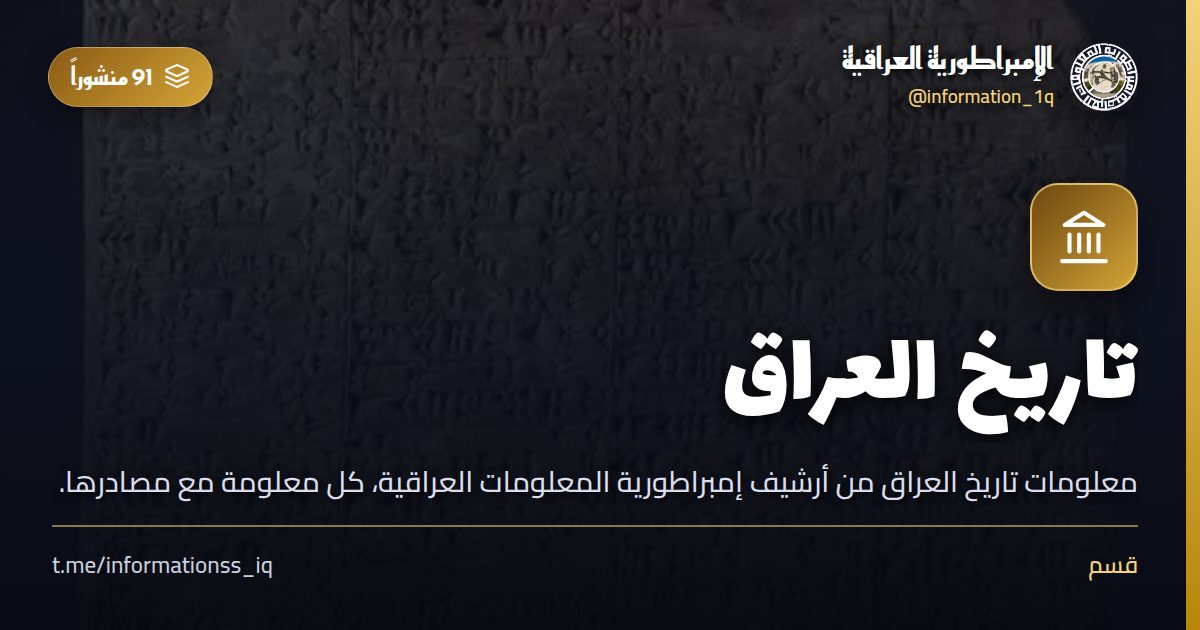 الإمبراطورية العراقية
@information_1q
91 منشوراً
تاريخ العراق
معلومات تاريخ العراق من أرشيف إمبراطورية المعلومات العراقية، كل معلومة مع مصادرها.
قسم
t.me/informationss_iq